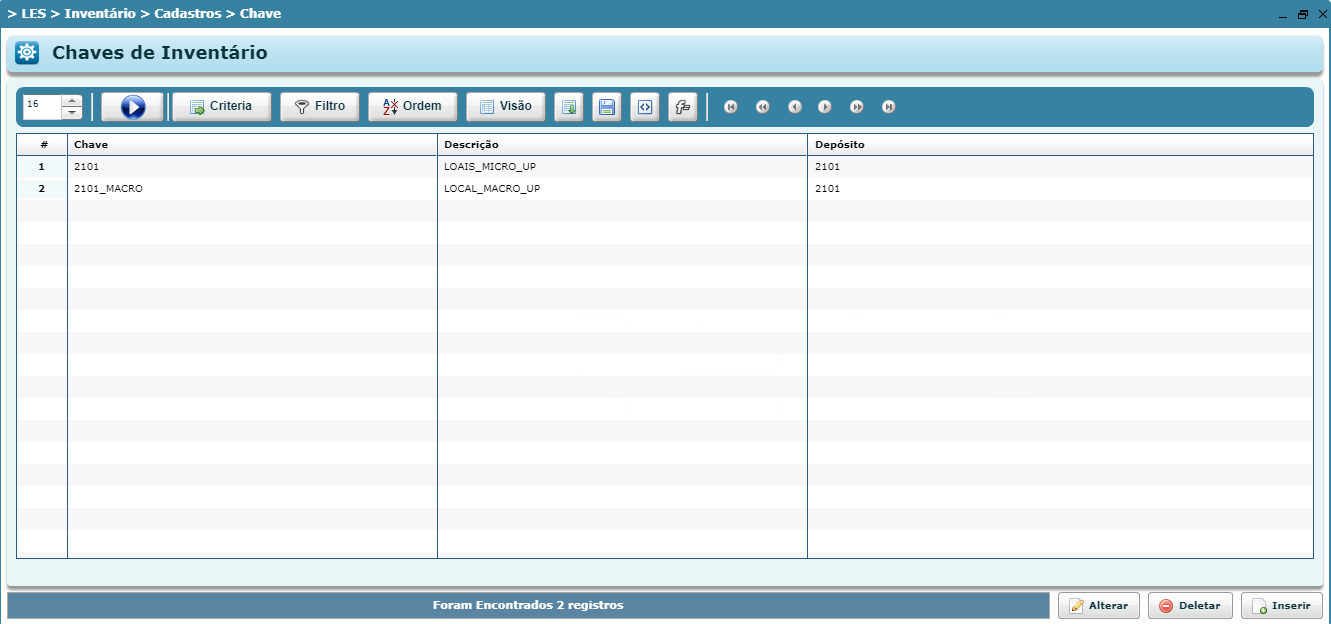 > LES > Inventário > Cadastros > Chave
Chaves de Inventário
16 Criteria Filtro Ordem Visão
# Chave Descrição Depósito
1 2101 LOAIS_MICRO_UP 2101
2 2101_MACRO LOCAL_MACRO_UP 2101
Foram Encontrados 2 registros Alterar Deletar Inserir